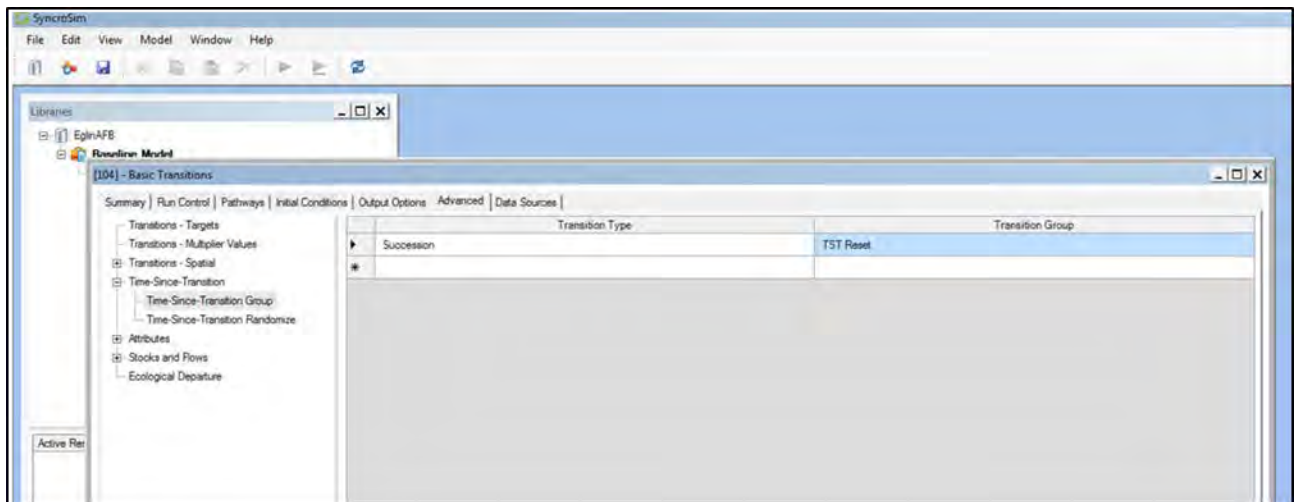 SyncroSim
File Edit View Model Window Help
Libraries
EglinAFB
Baseline Model
[104] - Basic Transitions
Summary | Run Control | Pathways | Initial Conditions | Output Options Advanced | Data Sources |
Transitions - Targets
Transitions - Multiplier Values
Transitions - Spatial
Time-Since-Transition
Time-Since-Transition Group
Time-Since-Transition Randomize
Attributes
Stocks and Flows
Ecological Departure
Transition Type Transition Group
Succession TST Reset
Active